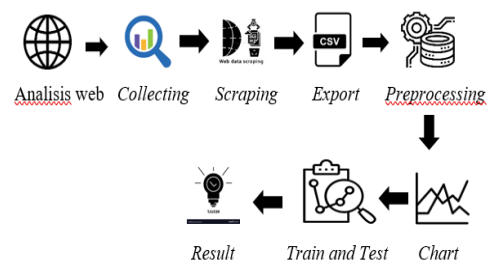 Web data scraping
CSV
Analisis web Collecting Scraping Export Preprocessing
Result Train and Test Chart